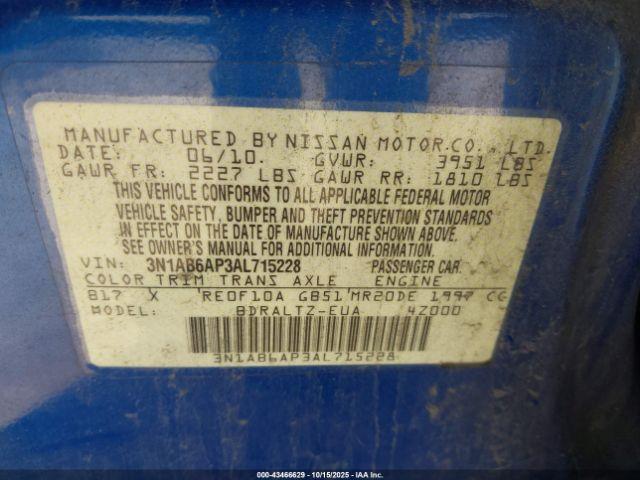 MANUFACTURED BY NISSAN MOTOR.CO., LTD.
DATE: 06/10. GVWR: 3951 LBS
GAWR FR: 2227 LBS GAWR RR: 1810 LBS
THIS VEHICLE CONFORMS TO ALL APPLICABLE FEDERAL MOTOR
VEHICLE SAFETY, BUMPER AND THEFT PREVENTION STANDARDS
IN EFFECT ON THE DATE OF MANUFACTURE SHOWN ABOVE.
SEE OWNER'S MANUAL FOR ADDITIONAL INFORMATION.
VIN: 3N1AB6AP3AL715228 PASSENGER CAR.
COLOR TRIM TRANS AXLE ENGINE
B17 X RE0F10A GB51 MR20DE 1997 CC
MODEL: BDRALTZ-EUA 4Z000
3N1AB6AP3AL715228
000-43466629 - 10/15/2025 - IAA